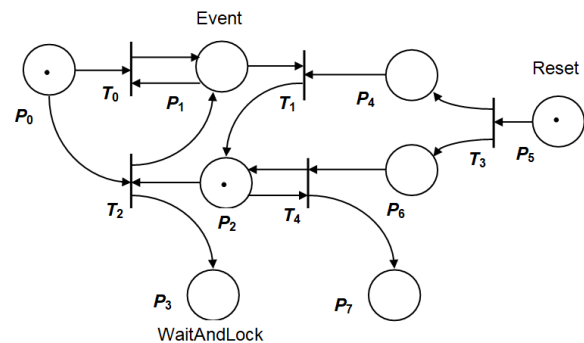 Event
Reset
P0
T0
P1
T1
P4
T3
P5
T2
P2
T4
P6
P3
P7
WaitAndLock